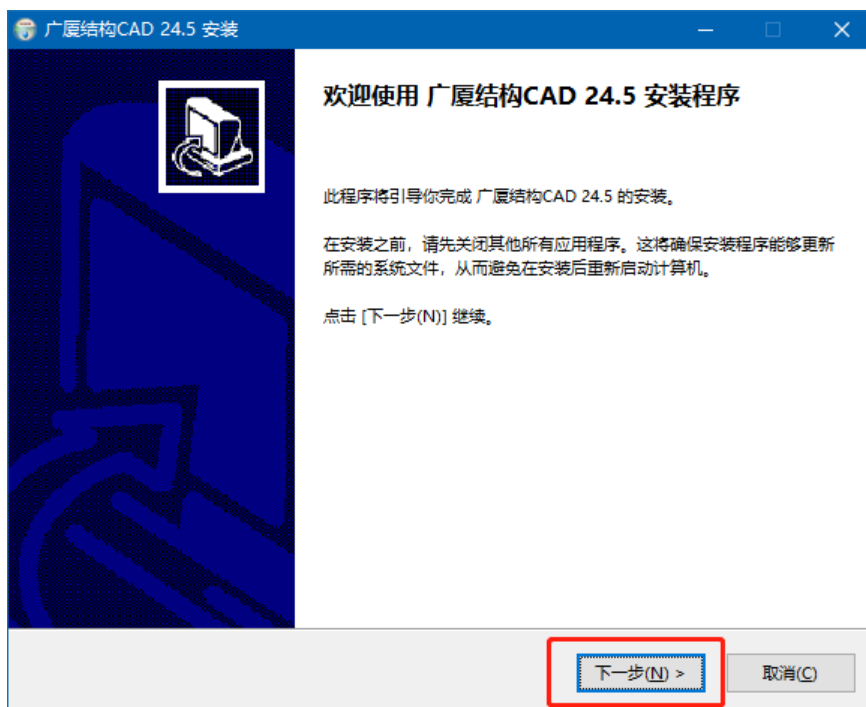 广厦结构CAD 24.5 安装
欢迎使用 广厦结构CAD 24.5 安装程序
此程序将引导你完成 广厦结构CAD 24.5 的安装。
在安装之前，请先关闭其他所有应用程序。这将确保安装程序能够更新
所需的系统文件，从而避免在安装后重新启动计算机。
点击 [下一步(N)] 继续。
下一步(N) >
取消(C)